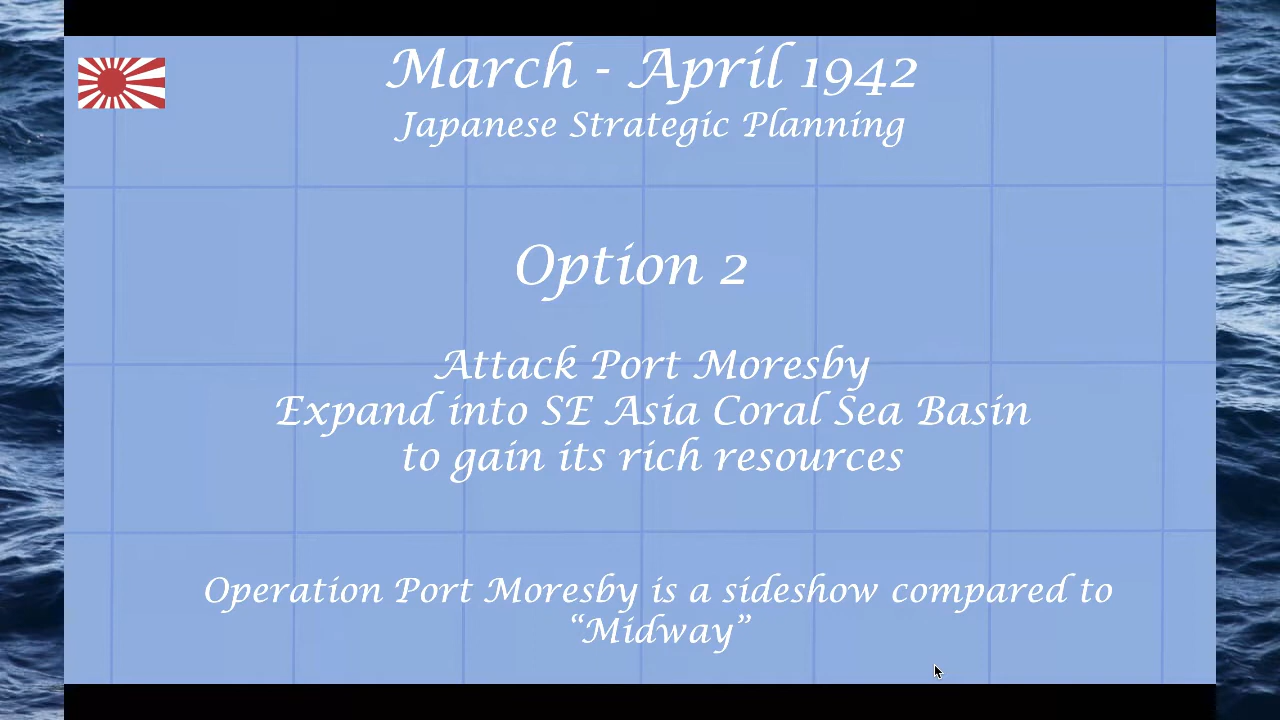 March - April 1942
Japanese Strategic Planning
Option 2
Attack Port Moresby
Expand into SE Asia Coral Sea Basin
to gain its rich resources
Operation Port Moresby is a sideshow compared to
“Midway”